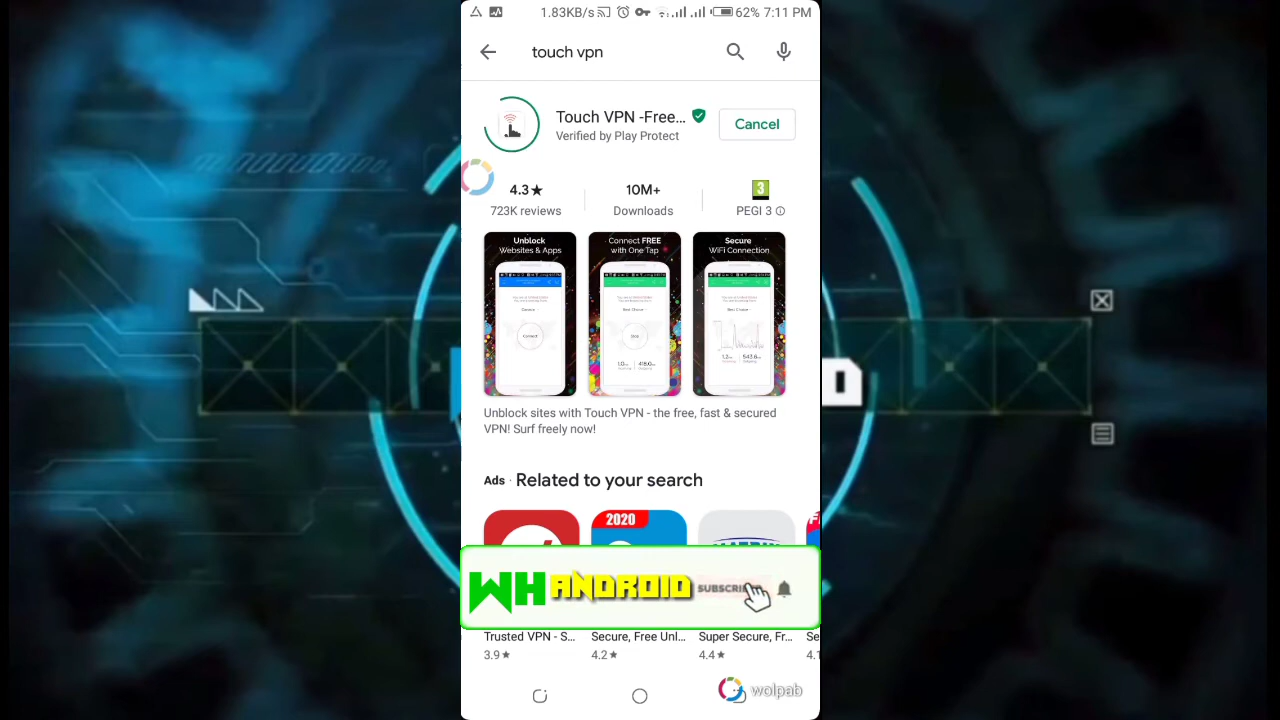 1.83KB/s 62% 7:11 PM
touch vpn
Touch VPN -Free...
Verified by Play Protect
Cancel
4.3★
723K reviews
10M+
Downloads
3
PEGI 3
Unblock
Websites & Apps
Connect FREE
with One Tap
Secure
WiFi Connection
Connect
Stop
Unblock sites with Touch VPN - the free, fast & secured
VPN! Surf freely now!
Ads · Related to your search
2020
WH ANDROID
Trusted VPN - S...
Secure, Free Unl...
Super Secure, Fr...
Se
3.9★
4.2★
4.4★
4.1
wolpab